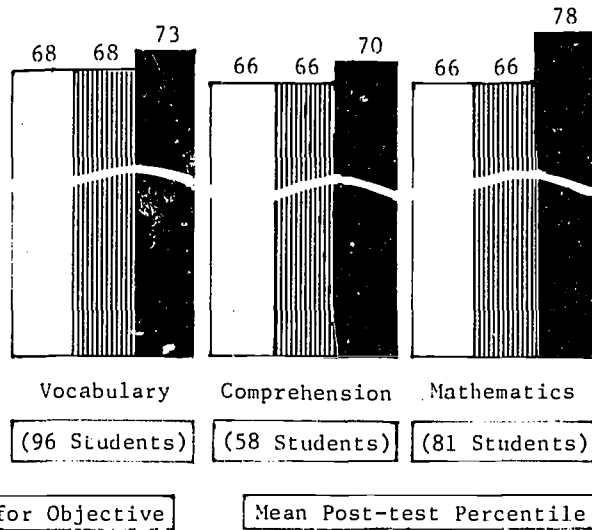 68 68 73
66 66 70
66 66 78
Vocabulary Comprehension Mathematics
(96 Students) (58 Students) (81 Students)
for Objective Mean Post-test Percentile